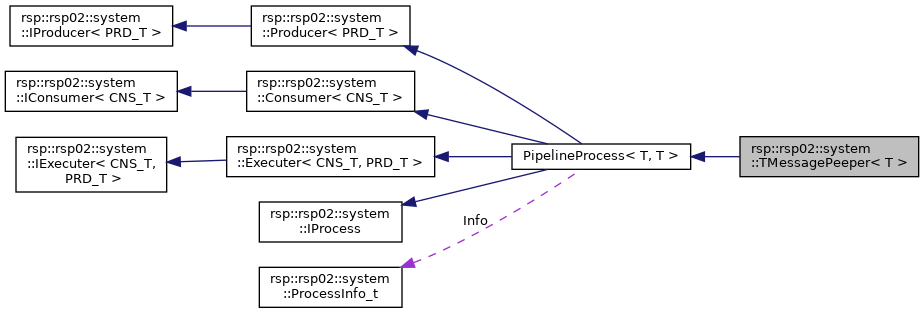 rsp::rsp02::system
::IProducer< PRD_T >
rsp::rsp02::system
::Producer< PRD_T >
rsp::rsp02::system
::IConsumer< CNS_T >
rsp::rsp02::system
::Consumer< CNS_T >
rsp::rsp02::system
::IExecuter< CNS_T,
PRD_T >
rsp::rsp02::system
::Executer< CNS_T, PRD_T >
PipelineProcess< T, T >
rsp::rsp02::system
::TMessagePeeper< T >
rsp::rsp02::system
::IProcess
Info
rsp::rsp02::system
::ProcessInfo_t